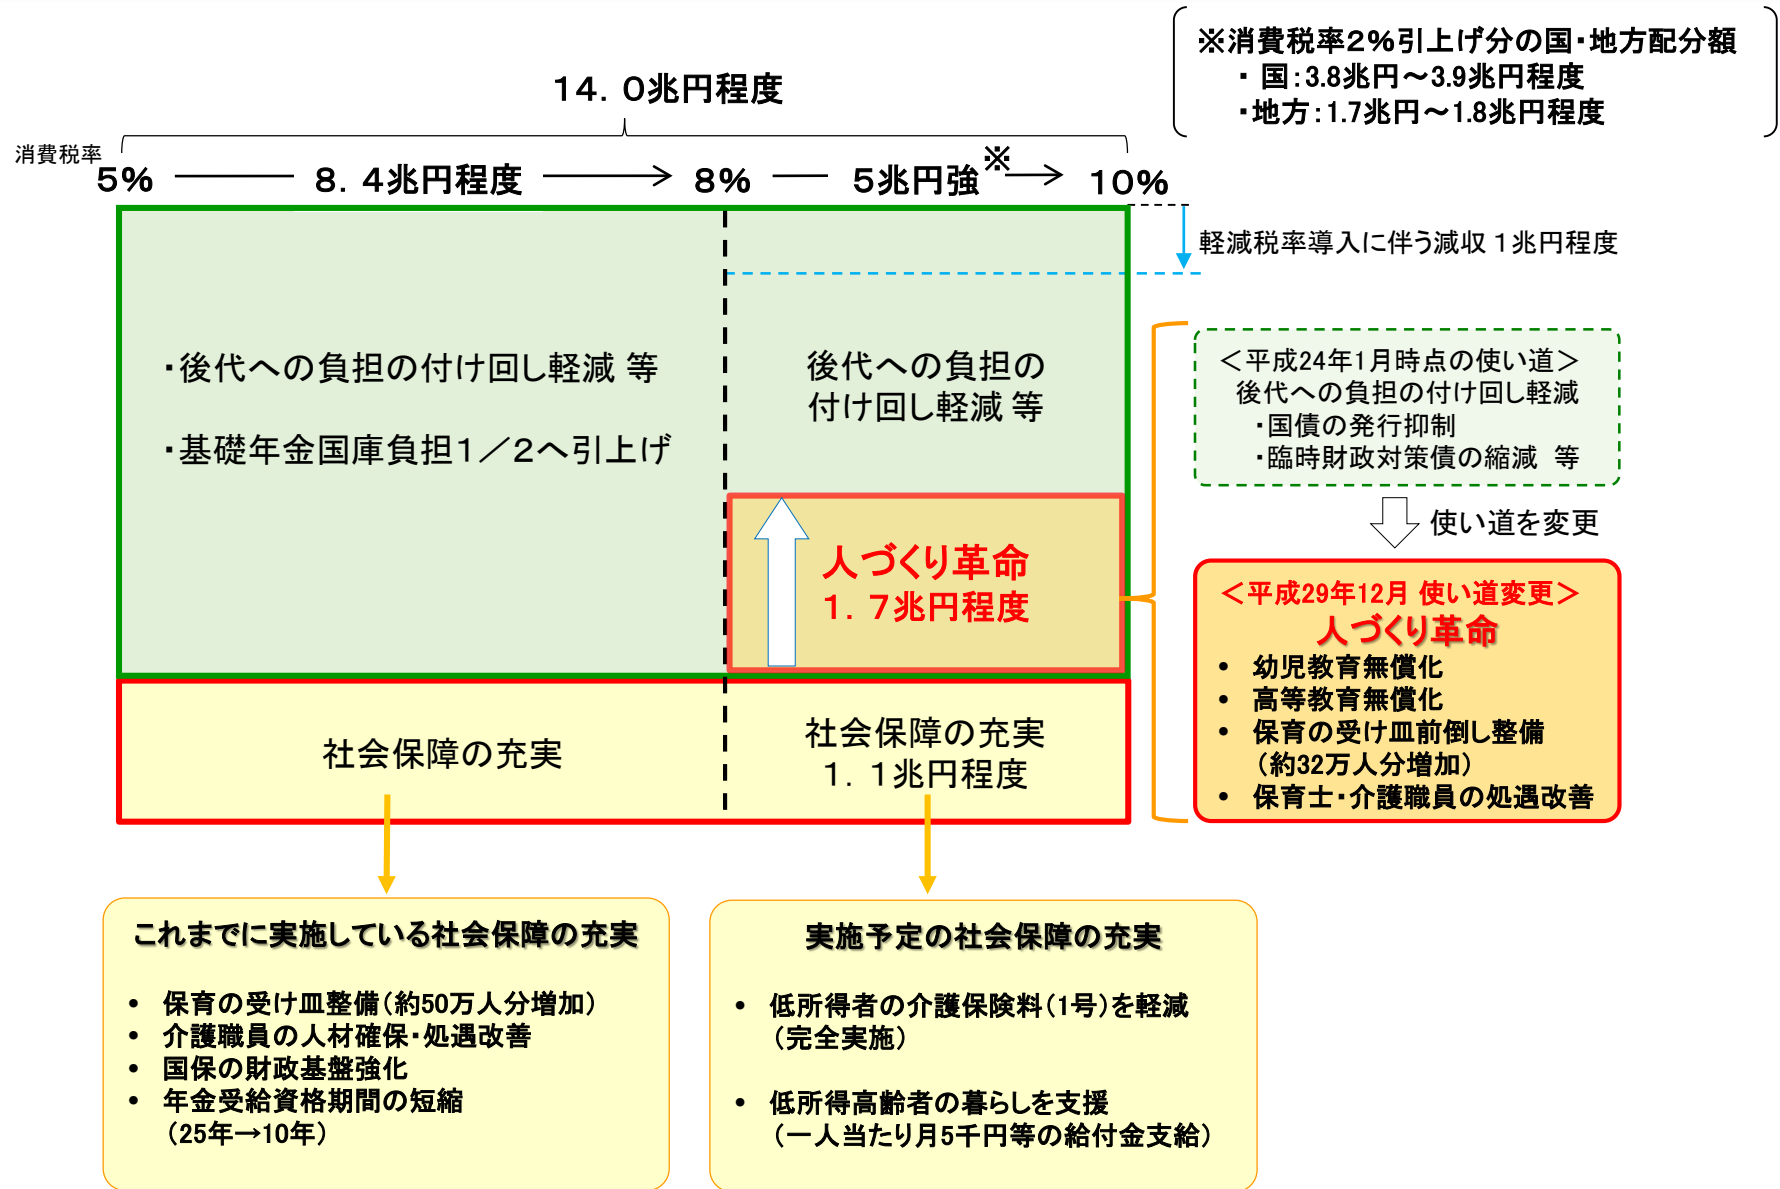 ※消費税率2%引上げ分の国・地方配分額
・ 国：3.8兆円～3.9兆円程度
・地方：1.7兆円～1.8兆円程度
14．0兆円程度
消費税率
5%　8．4兆円程度　8%　5兆円強※　10%
軽減税率導入に伴う減収 1兆円程度
・後代への負担の付け回し軽減 等
・基礎年金国庫負担1／2へ引上げ
後代への負担の
付け回し軽減 等
人づくり革命
1．7兆円程度
社会保障の充実
社会保障の充実
1．1兆円程度
＜平成24年1月時点の使い道＞
後代への負担の付け回し軽減
・国債の発行抑制
・臨時財政対策債の縮減 等
使い道を変更
＜平成29年12月 使い道変更＞
人づくり革命
• 幼児教育無償化
• 高等教育無償化
• 保育の受け皿前倒し整備
（約32万人分増加）
• 保育士・介護職員の処遇改善
これまでに実施している社会保障の充実
• 保育の受け皿整備（約50万人分増加）
• 介護職員の人材確保・処遇改善
• 国保の財政基盤強化
• 年金受給資格期間の短縮
（25年→10年）
実施予定の社会保障の充実
• 低所得者の介護保険料（1号）を軽減
（完全実施）
• 低所得高齢者の暮らしを支援
（一人当たり月5千円等の給付金支給）